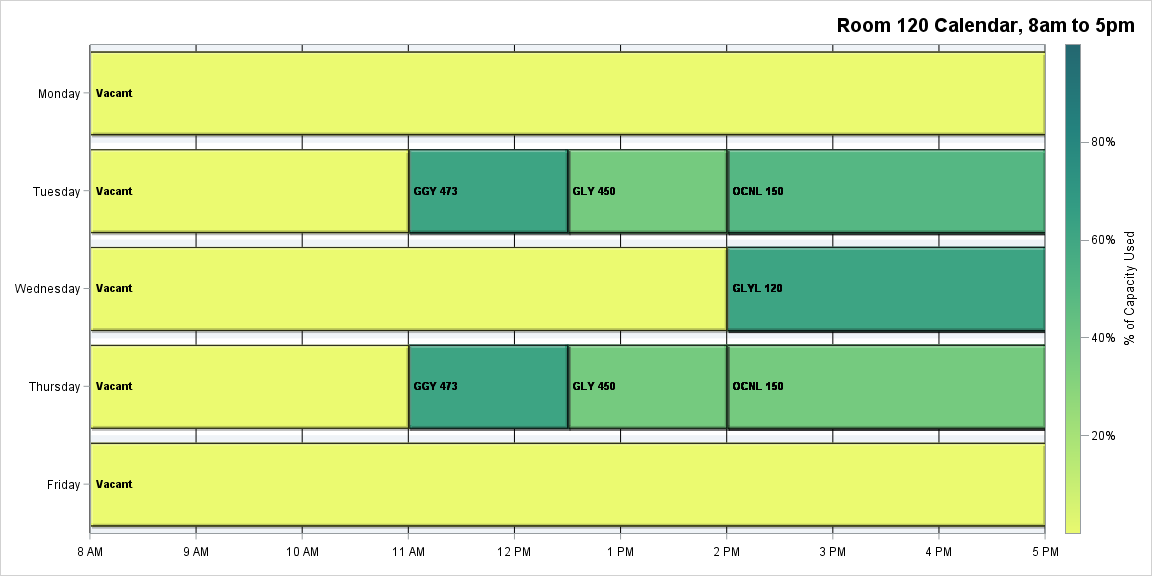 Room 120 Calendar, 8am to 5pm
Monday
Vacant
Tuesday
Vacant
GGY 473
GLY 450
OCNL 150
Wednesday
Vacant
GLYL 120
Thursday
Vacant
GGY 473
GLY 450
OCNL 150
Friday
Vacant
8 AM
9 AM
10 AM
11 AM
12 PM
1 PM
2 PM
3 PM
4 PM
5 PM
80%
60%
40%
20%
% of Capacity Used